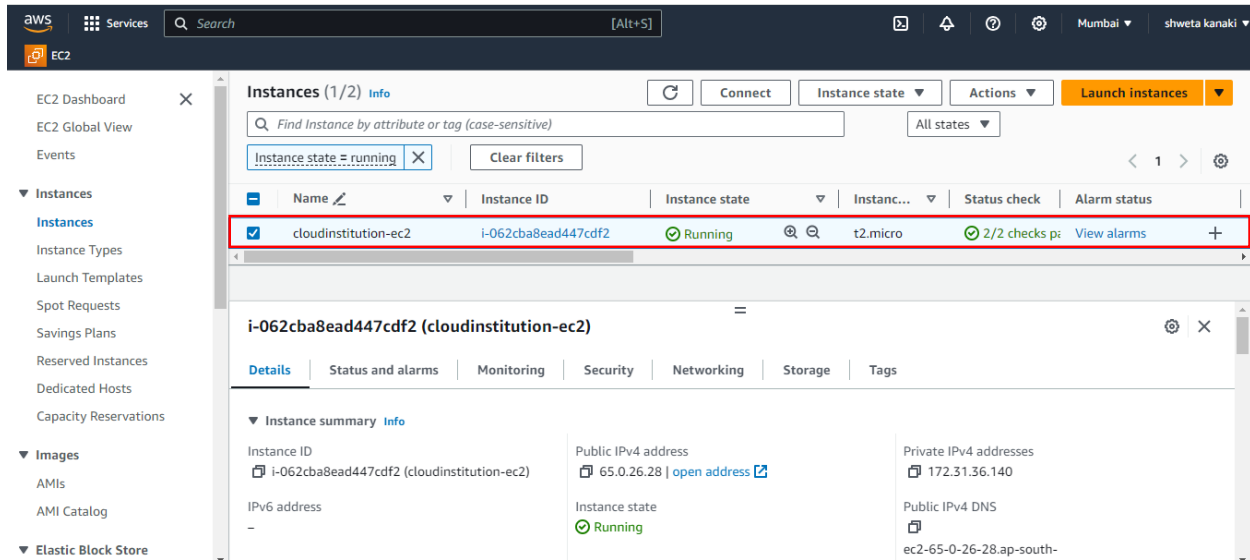 aws Services Search [Alt+S] Mumbai ▼ shweta kanaki ▼
EC2
EC2 Dashboard
EC2 Global View
Events
▼ Instances
Instances
Instance Types
Launch Templates
Spot Requests
Savings Plans
Reserved Instances
Dedicated Hosts
Capacity Reservations
▼ Images
AMIs
AMI Catalog
▼ Elastic Block Store
Instances (1/2) Info Connect Instance state ▼ Actions ▼ Launch instances ▼
Find Instance by attribute or tag (case-sensitive) All states ▼
Instance state = running Clear filters < 1 >
Name Instance ID Instance state Instanc... Status check Alarm status
cloudinstitution-ec2 i-062cba8ead447cdf2 Running t2.micro 2/2 checks pa View alarms +
i-062cba8ead447cdf2 (cloudinstitution-ec2)
Details Status and alarms Monitoring Security Networking Storage Tags
▼ Instance summary Info
Instance ID Public IPv4 address Private IPv4 addresses
i-062cba8ead447cdf2 (cloudinstitution-ec2) 65.0.26.28 | open address 172.31.36.140
IPv6 address Instance state Public IPv4 DNS
– Running
ec2-65-0-26-28.ap-south-